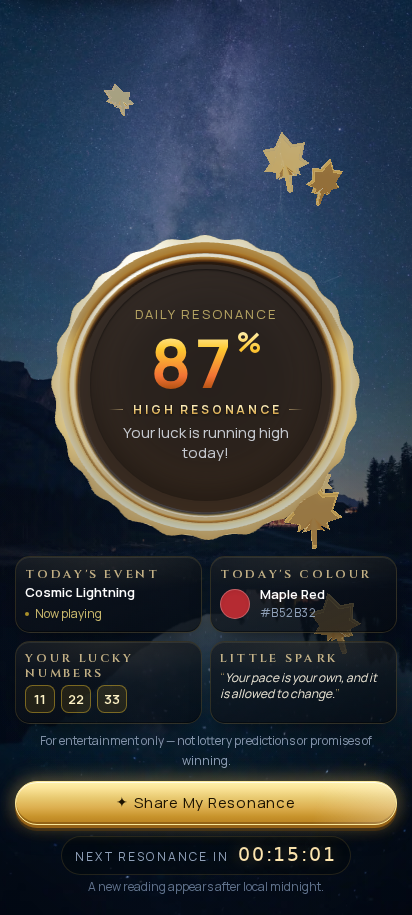 DAILY RESONANCE
87%
HIGH RESONANCE
Your luck is running high
today!
TODAY'S EVENT
Cosmic Lightning
• Now playing
TODAY'S COLOUR
Maple Red
#B52B32
YOUR LUCKY
NUMBERS
11 22 33
LITTLE SPARK
"Your pace is your own, and it
is allowed to change."
For entertainment only — not lottery predictions or promises of
winning.
✦ Share My Resonance
NEXT RESONANCE IN 00:15:01
A new reading appears after local midnight.